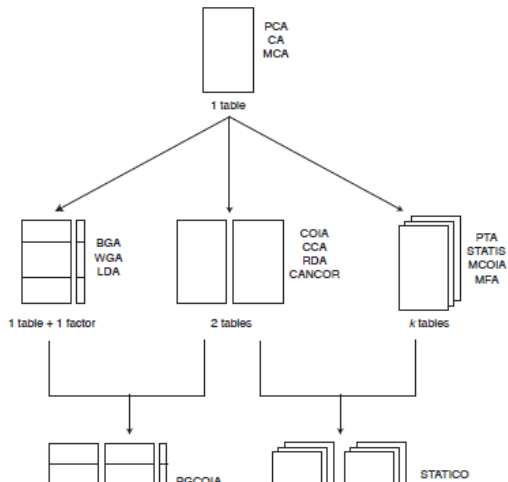 PCA
CA
MCA
1 table
BGA
WGA
LDA
1 table + 1 factor
COIA
CCA
RDA
CANCOR
2 tables
PTA
STATIS
MCOIA
MFA
k tables
STATICO